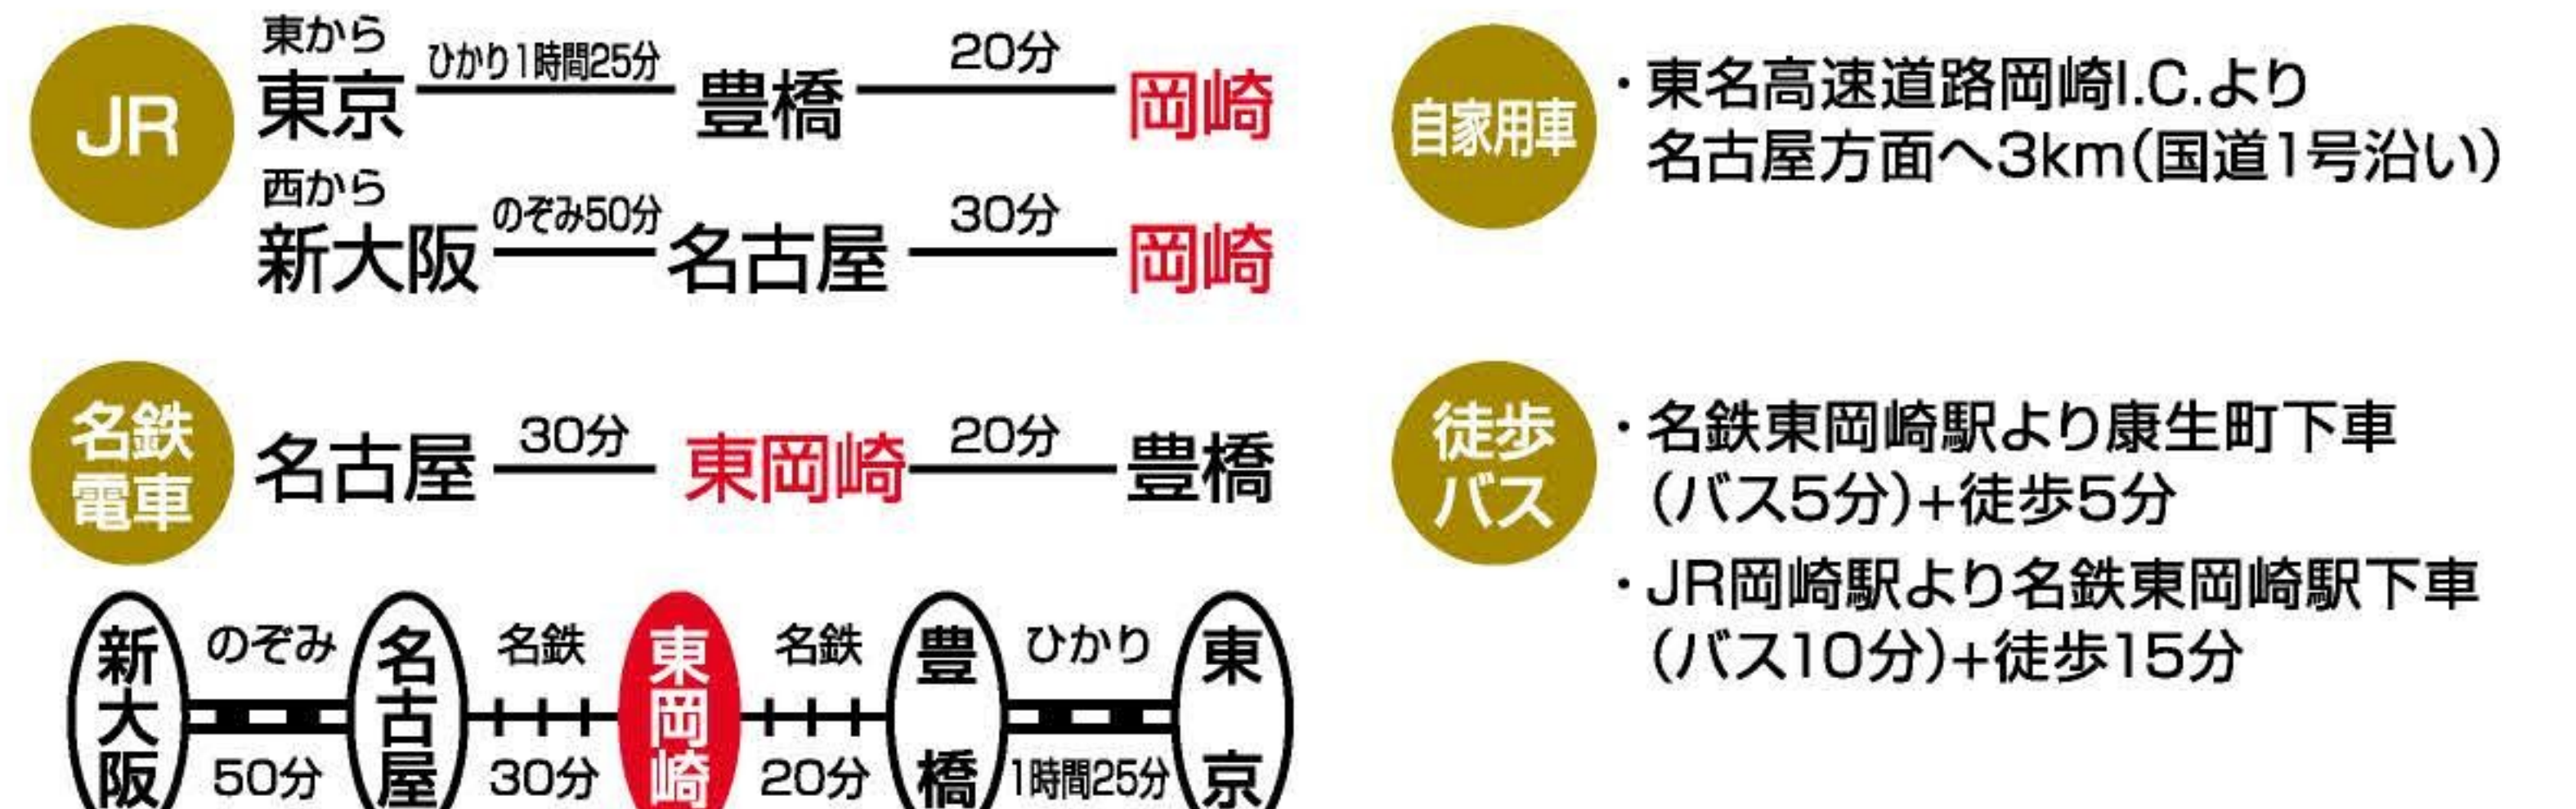 JR
東から
東京 ひかり1時間25分 豊橋 20分 岡崎
西から
新大阪 のぞみ50分 名古屋 30分 岡崎
名鉄
電車
名古屋 30分 東岡崎 20分 豊橋
新大阪 のぞみ 50分 名古屋 名鉄 30分 東岡崎 名鉄 20分 豊橋 ひかり 1時間25分 東京
自家用車
・東名高速道路岡崎I.C.より
名古屋方面へ3km(国道1号沿い)
徒歩
バス
・名鉄東岡崎駅より康生町下車
(バス5分)+徒歩5分
・JR岡崎駅より名鉄東岡崎駅下車
(バス10分)+徒歩15分